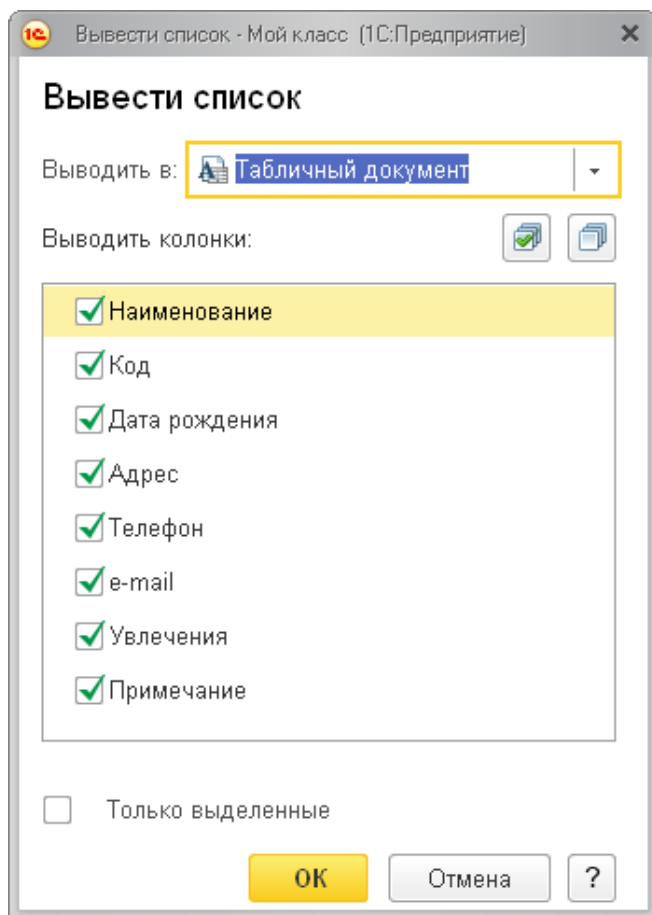 1С Вывести список - Мой класс (1С:Предприятие)
Вывести список
Выводить в: Табличный документ
Выводить колонки:
Наименование
Код
Дата рождения
Адрес
Телефон
e-mail
Увлечения
Примечание
Только выделенные
ОК Отмена ?